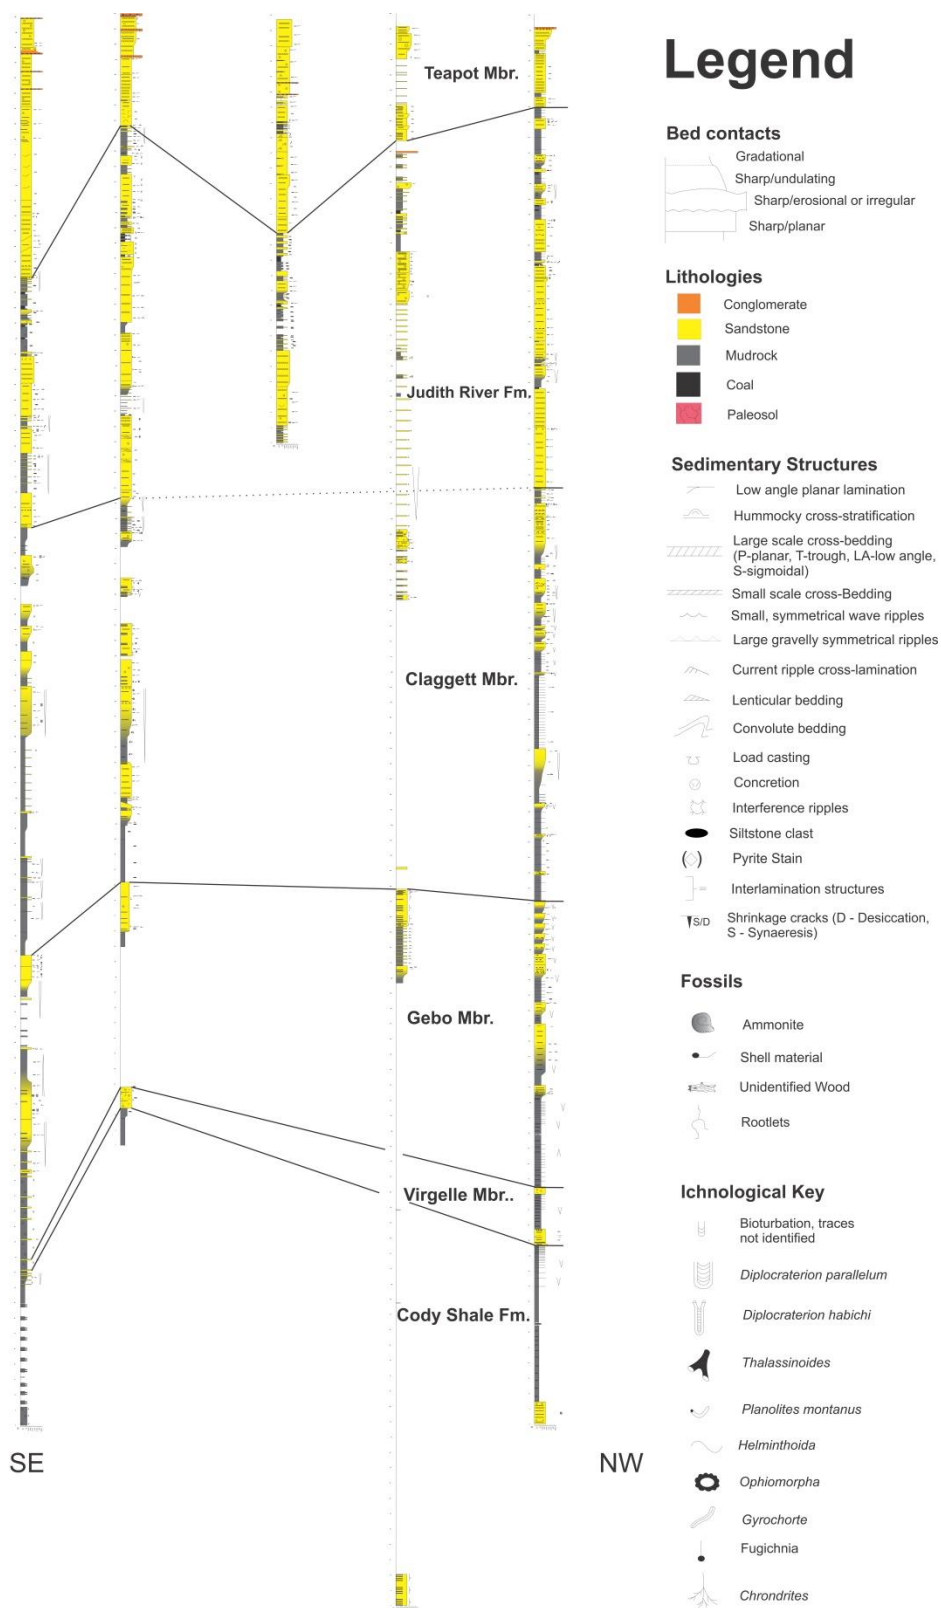 Teapot Mbr.
Judith River Fm.
Claggett Mbr.
Gebo Mbr.
Virgelle Mbr..
Cody Shale Fm.
SE
NW
Legend
Bed contacts
Gradational
Sharp/undulating
Sharp/erosional or irregular
Sharp/planar
Lithologies
Conglomerate
Sandstone
Mudrock
Coal
Paleosol
Sedimentary Structures
Low angle planar lamination
Hummocky cross-stratification
Large scale cross-bedding
(P-planar, T-trough, LA-low angle,
S-sigmoidal)
Small scale cross-Bedding
Small, symmetrical wave ripples
Large gravelly symmetrical ripples
Current ripple cross-lamination
Lenticular bedding
Convolute bedding
Load casting
Concretion
Interference ripples
Siltstone clast
Pyrite Stain
Interlamination structures
S/D Shrinkage cracks (D - Desiccation,
S - Synaeresis)
Fossils
Ammonite
Shell material
Unidentified Wood
Rootlets
Ichnological Key
Bioturbation, traces
not identified
Diplocraterion parallelum
Diplocraterion habichi
Thalassinoides
Planolites montanus
Helminthoida
Ophiomorpha
Gyrochorte
Fugichnia
Chrondrites